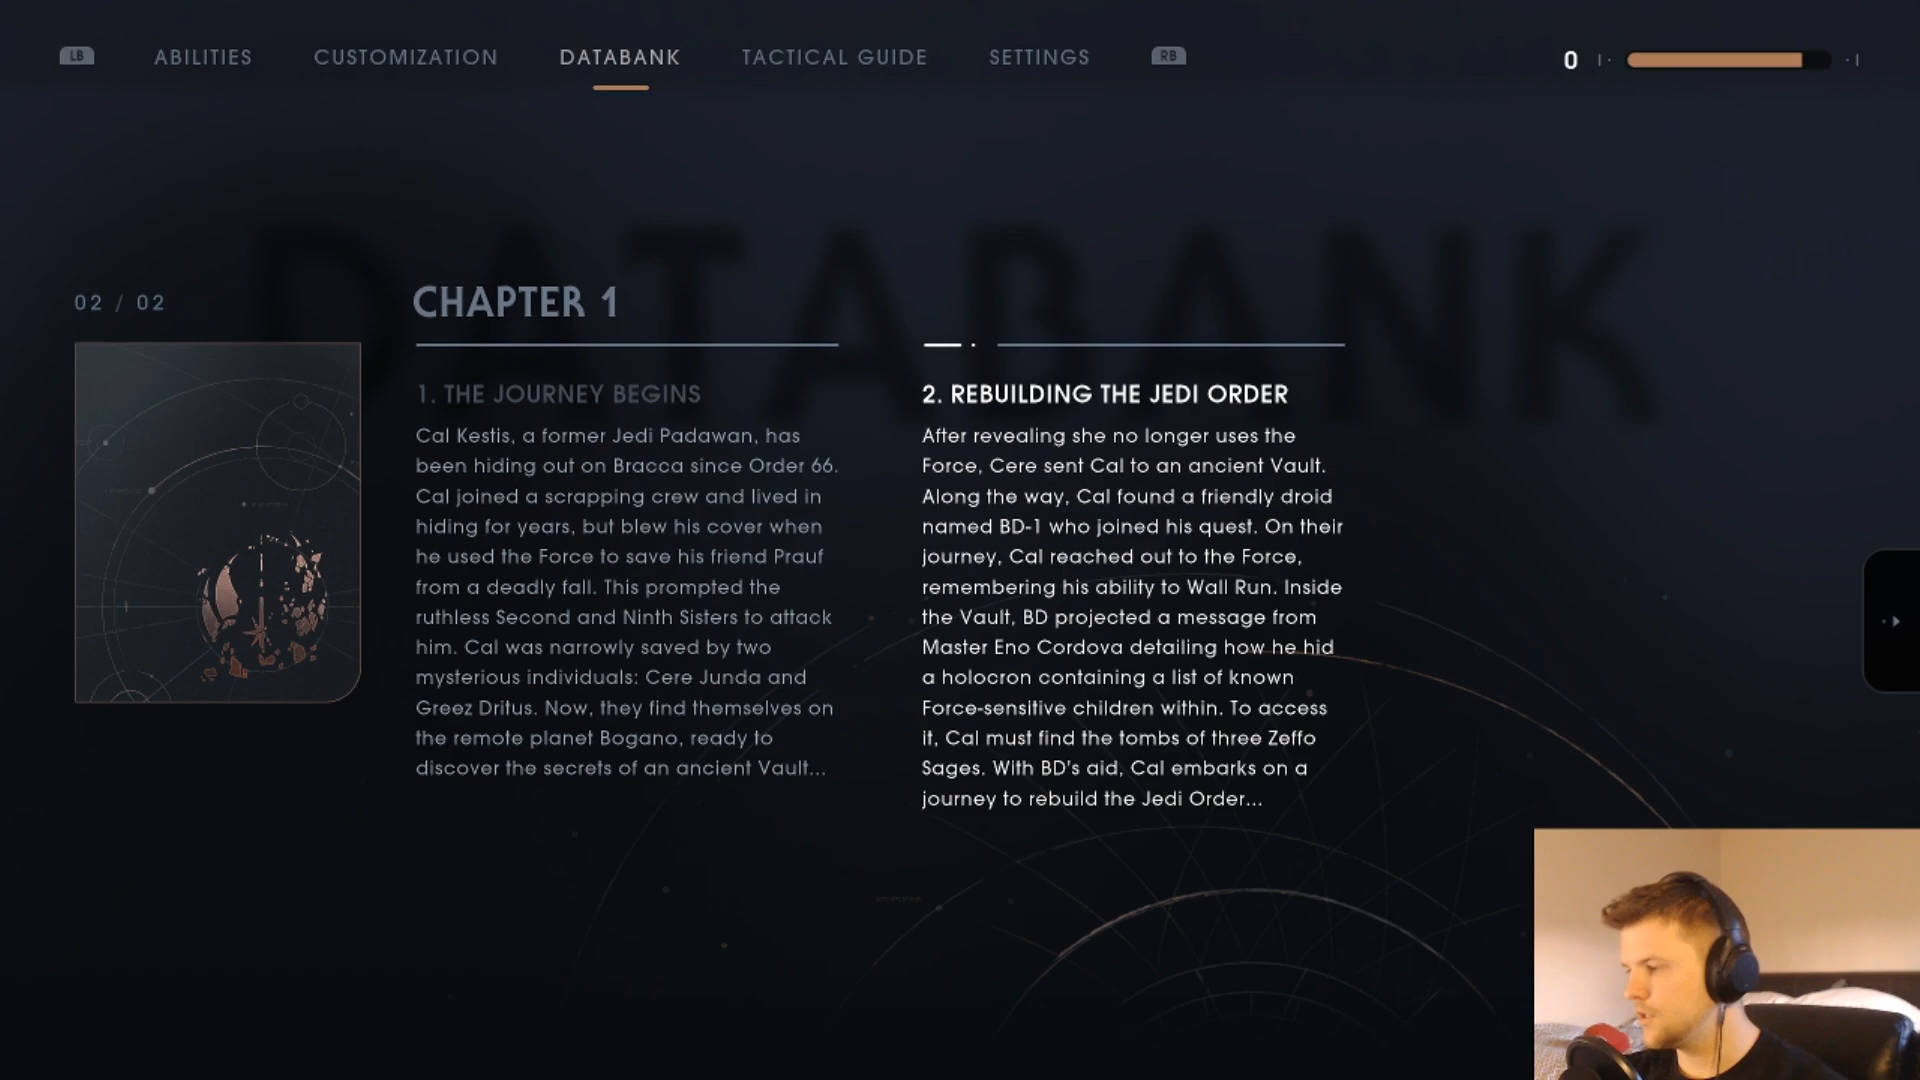 LB ABILITIES CUSTOMIZATION DATABANK TACTICAL GUIDE SETTINGS RB 0
DATABANK
02 / 02
CHAPTER 1
1. THE JOURNEY BEGINS
Cal Kestis, a former Jedi Padawan, has
been hiding out on Bracca since Order 66.
Cal joined a scrapping crew and lived in
hiding for years, but blew his cover when
he used the Force to save his friend Prauf
from a deadly fall. This prompted the
ruthless Second and Ninth Sisters to attack
him. Cal was narrowly saved by two
mysterious individuals: Cere Junda and
Greez Dritus. Now, they find themselves on
the remote planet Bogano, ready to
discover the secrets of an ancient Vault...
2. REBUILDING THE JEDI ORDER
After revealing she no longer uses the
Force, Cere sent Cal to an ancient Vault.
Along the way, Cal found a friendly droid
named BD-1 who joined his quest. On their
journey, Cal reached out to the Force,
remembering his ability to Wall Run. Inside
the Vault, BD projected a message from
Master Eno Cordova detailing how he hid
a holocron containing a list of known
Force-sensitive children within. To access
it, Cal must find the tombs of three Zeffo
Sages. With BD's aid, Cal embarks on a
journey to rebuild the Jedi Order...